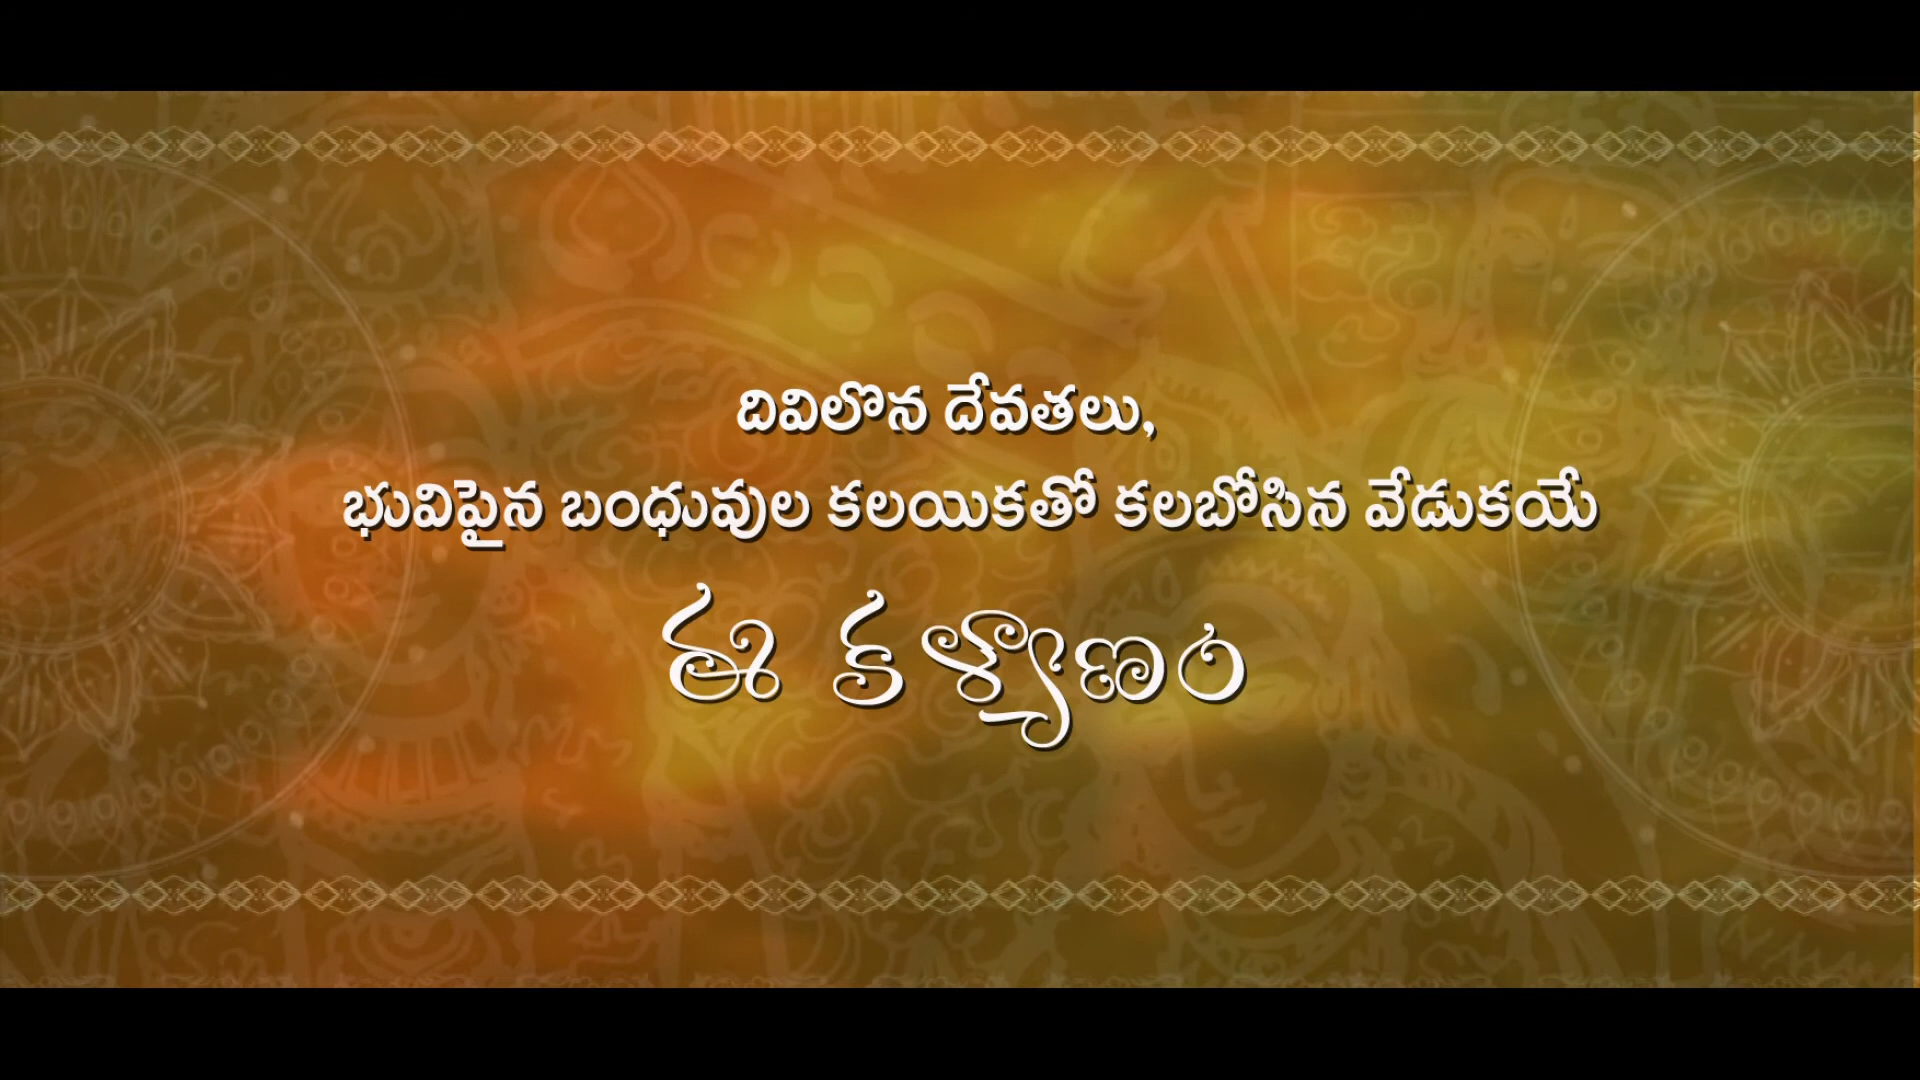 దివిలొన దేవతలు,
భువిపైన బంధువుల కలయికతో కలబోసిన వేడుకయే
ఈ కళ్యాణం